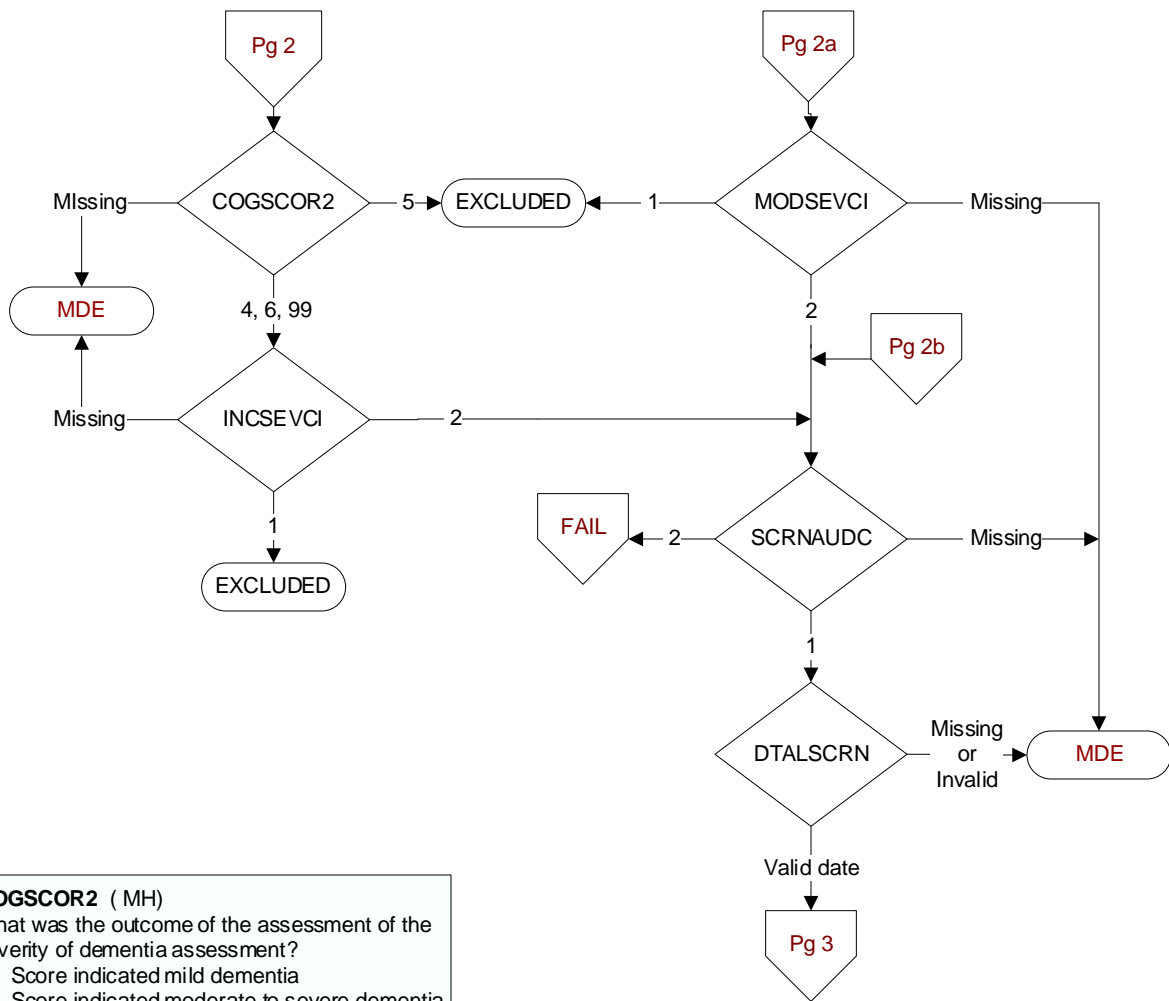 Pg 2
Pg 2a
MIssing
COGSCOR2
5
EXCLUDED
1
MODSEVCI
Missing
MDE
4, 6, 99
2
Pg 2b
Missing
INCSEVCI
2
1
EXCLUDED
FAIL
2
SCRNAUDC
Missing
1
DTALSCRN
Missing
or
Invalid
MDE
Valid date
Pg 3
OGSCOR2 ( MH)
hat was the outcome of the assessment of the
verity of dementia assessment?
Score indicated mild dementia
Score indicated moderate to severe dementia